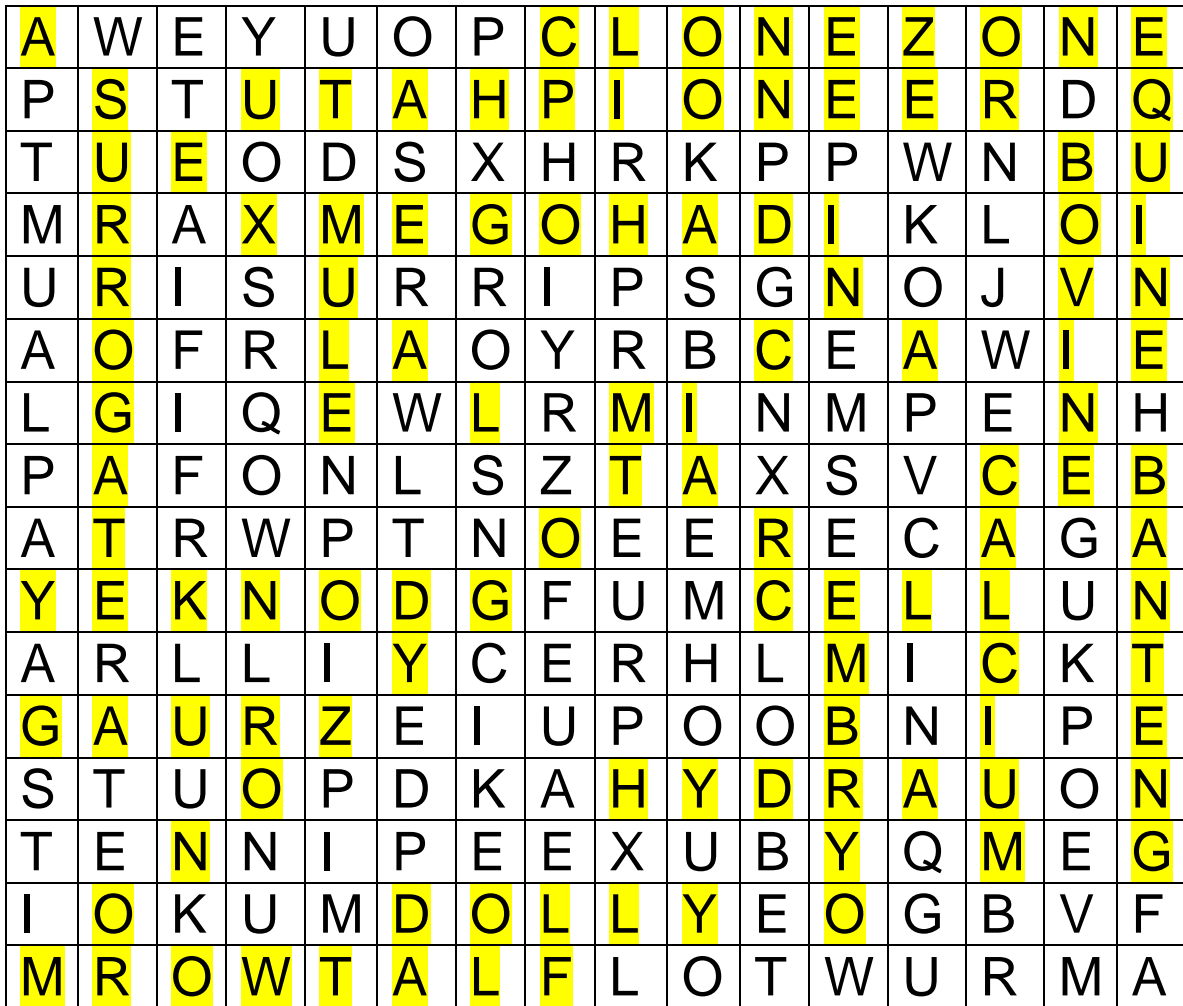 A W E Y U O P C L O N E Z O N E
P S T U T A H P I O N E E R D Q
T U E O D S X H R K P P W N B U
M R A X M E G O H A D I K L O I
U R I S U R R I P S G N O J V N
A O F R L A O Y R B C E A W I E
L G I Q E W L R M I N M P E N H
P A F O N L S Z T A X S V C E B
A T R W P T N O E E R E C A G A
Y E K N O D G F U M C E L L U N
A R L L I Y C E R H L M I C K T
G A U R Z E I U P O O B N I P E
S T U O P D K A H Y D R A U O N
T E N N I P E E X U B Y Q M E G
I O K U M D O L L Y E O G B V F
M R O W T A L F L O T W U R M A